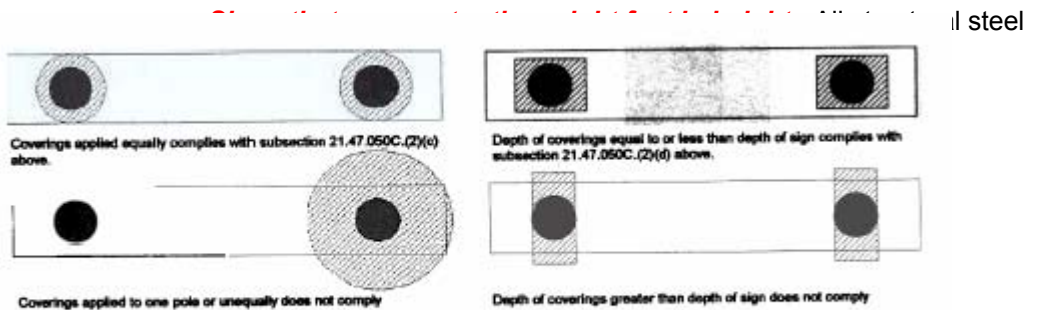 l steel
Coverings applied equally complies with subsection 21.47.050C.(2)(c)
above.
Depth of coverings equal to or less than depth of sign complies with
subsection 21.47.050C.(2)(d) above.
Coverings applied to one pole or unequally does not comply
Depth of coverings greater than depth of sign does not comply